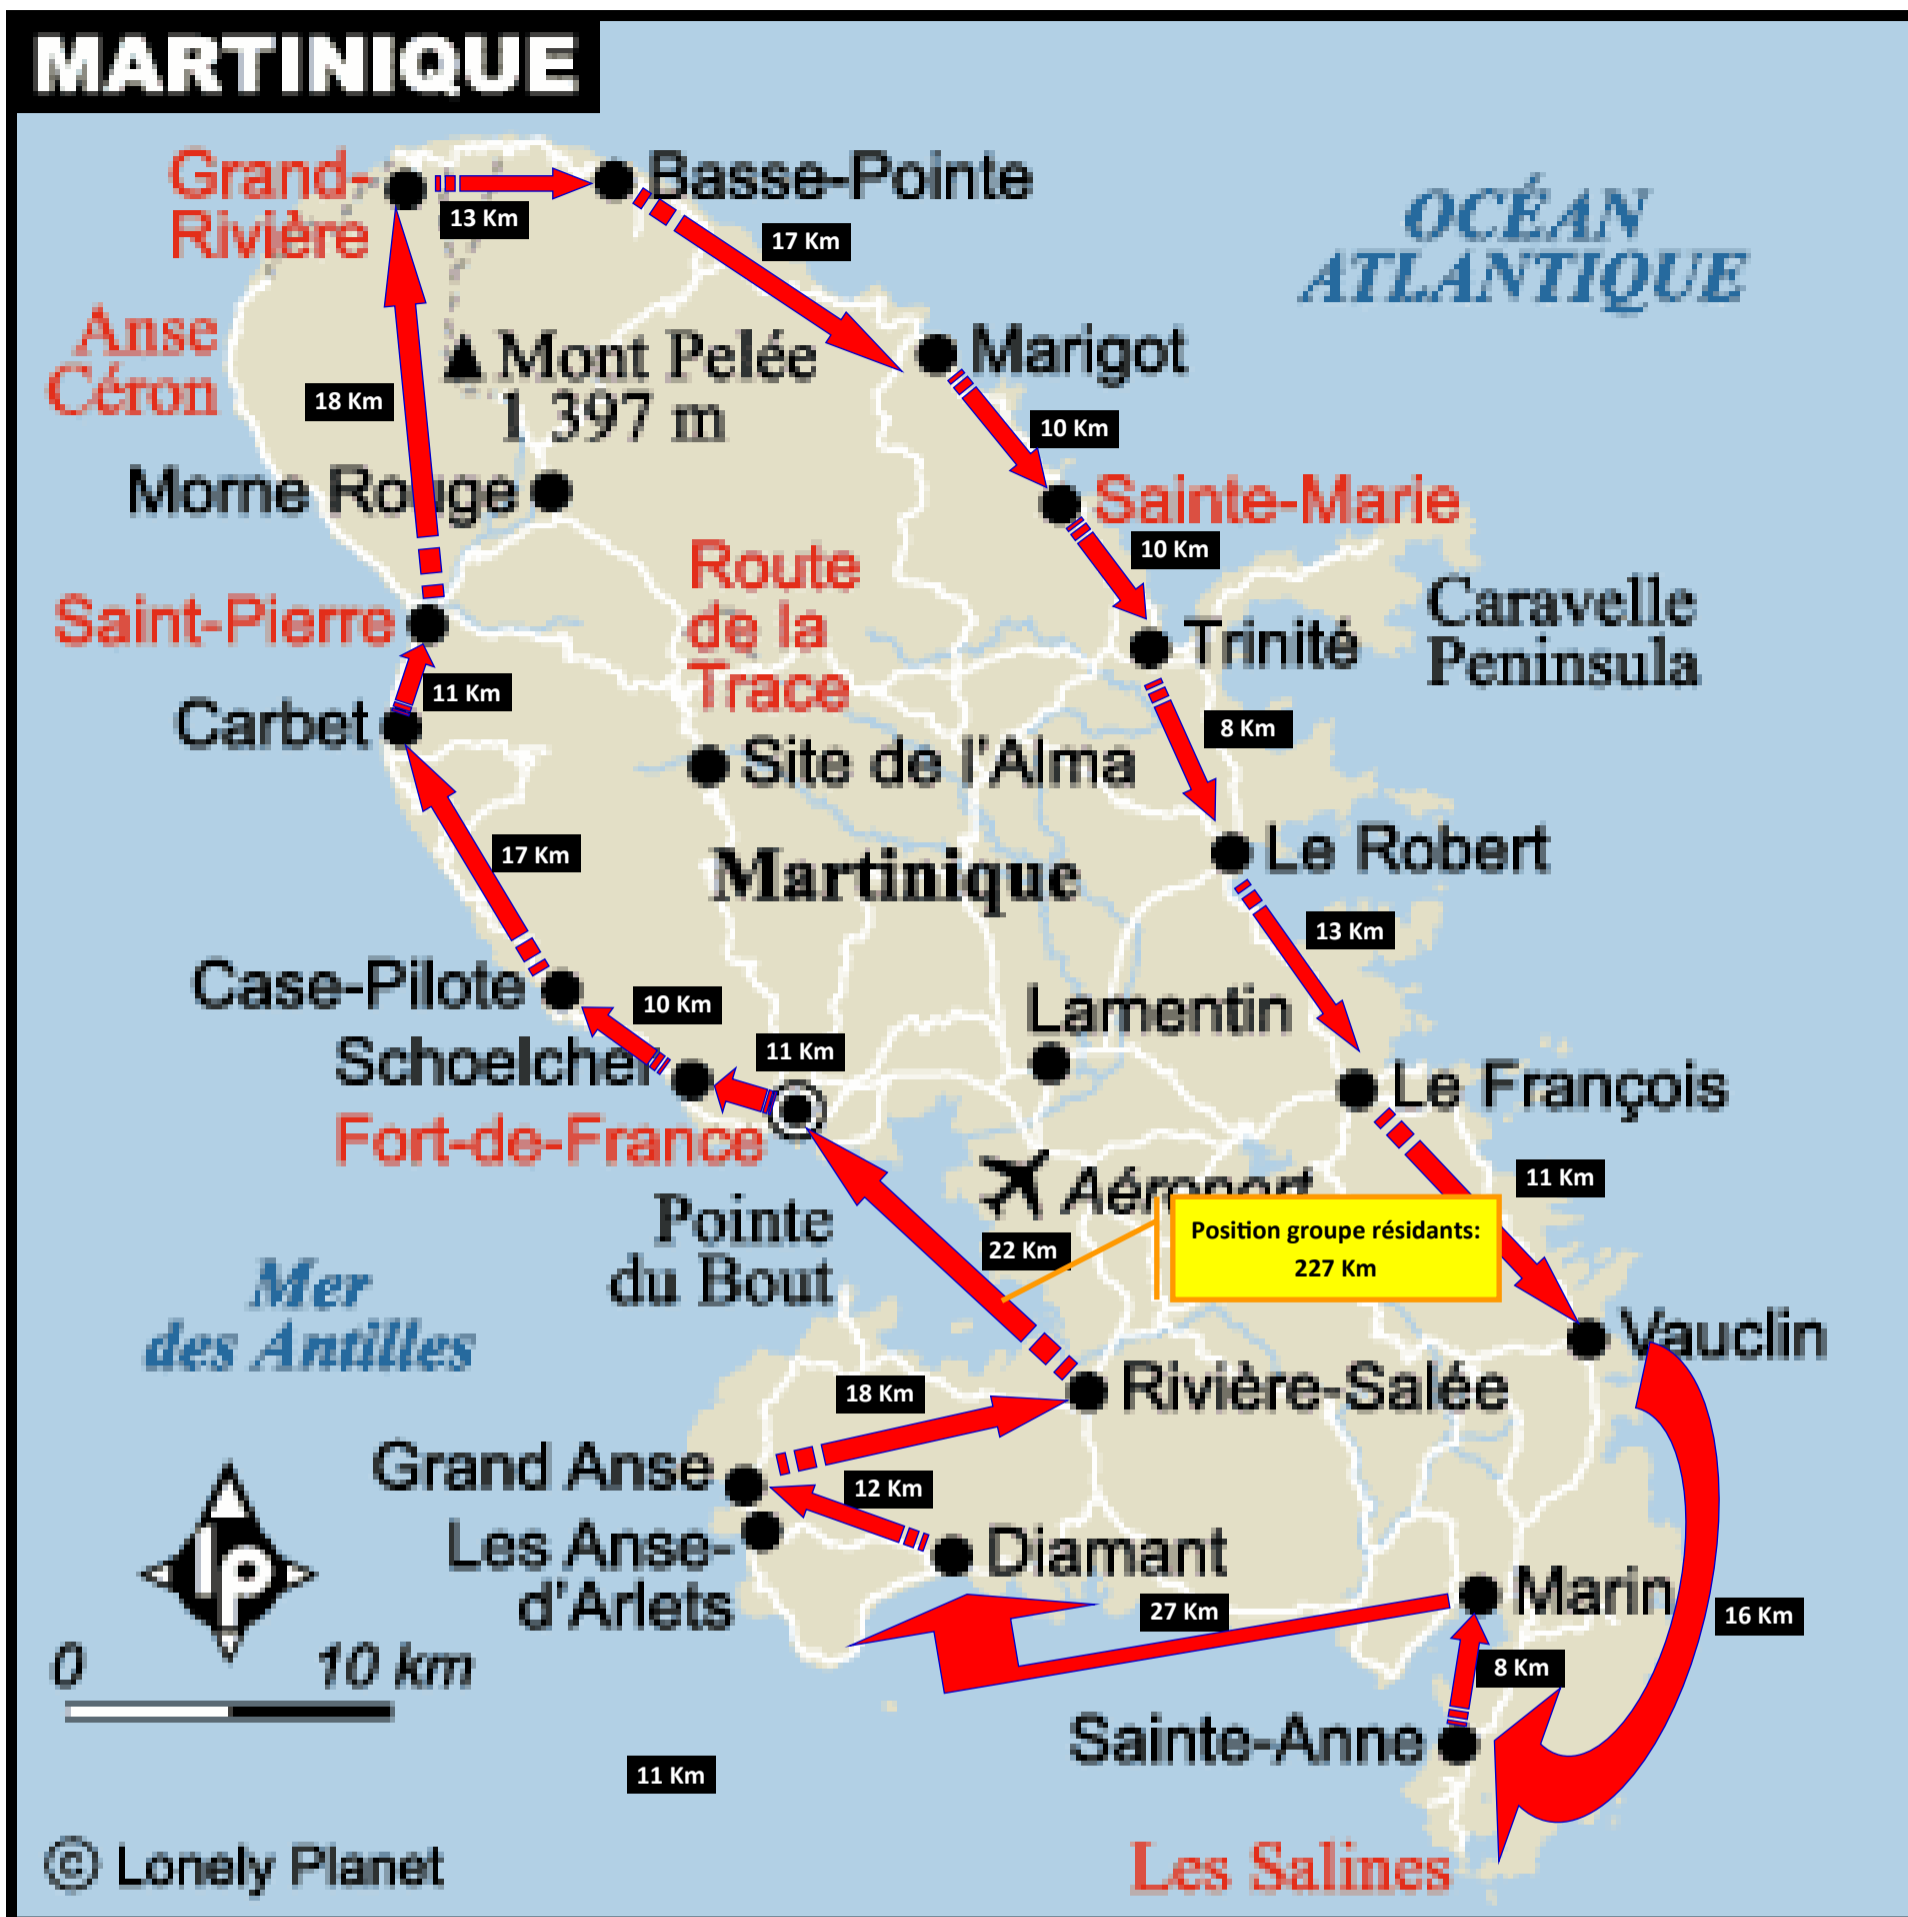 MARTINIQUE
Grand-
Rivière
Basse-Pointe
13 Km
17 Km
OCÉAN
ATLANTIQUE
Anse
Céron
Mont Pelée
1 397 m
Marigot
18 Km
10 Km
Morne Rouge
Sainte-Marie
10 Km
Route
de la
Trace
Caravelle
Peninsula
Saint-Pierre
Trinité
11 Km
Carbet
8 Km
Site de l'Alma
17 Km
Martinique
Le Robert
13 Km
Case-Pilote
10 Km
Lamentin
Schoelcher
11 Km
Le François
Fort-de-France
Aéroport
11 Km
Pointe
du Bout
22 Km
Position groupe résidants:
227 Km
Mer
des Antilles
Vauclin
18 Km
Rivière-Salée
Grand Anse
12 Km
Les Anse-
d'Arlets
Diamant
27 Km
Marin
16 Km
0
10 km
8 Km
Sainte-Anne
11 Km
Les Salines
lp
© Lonely Planet